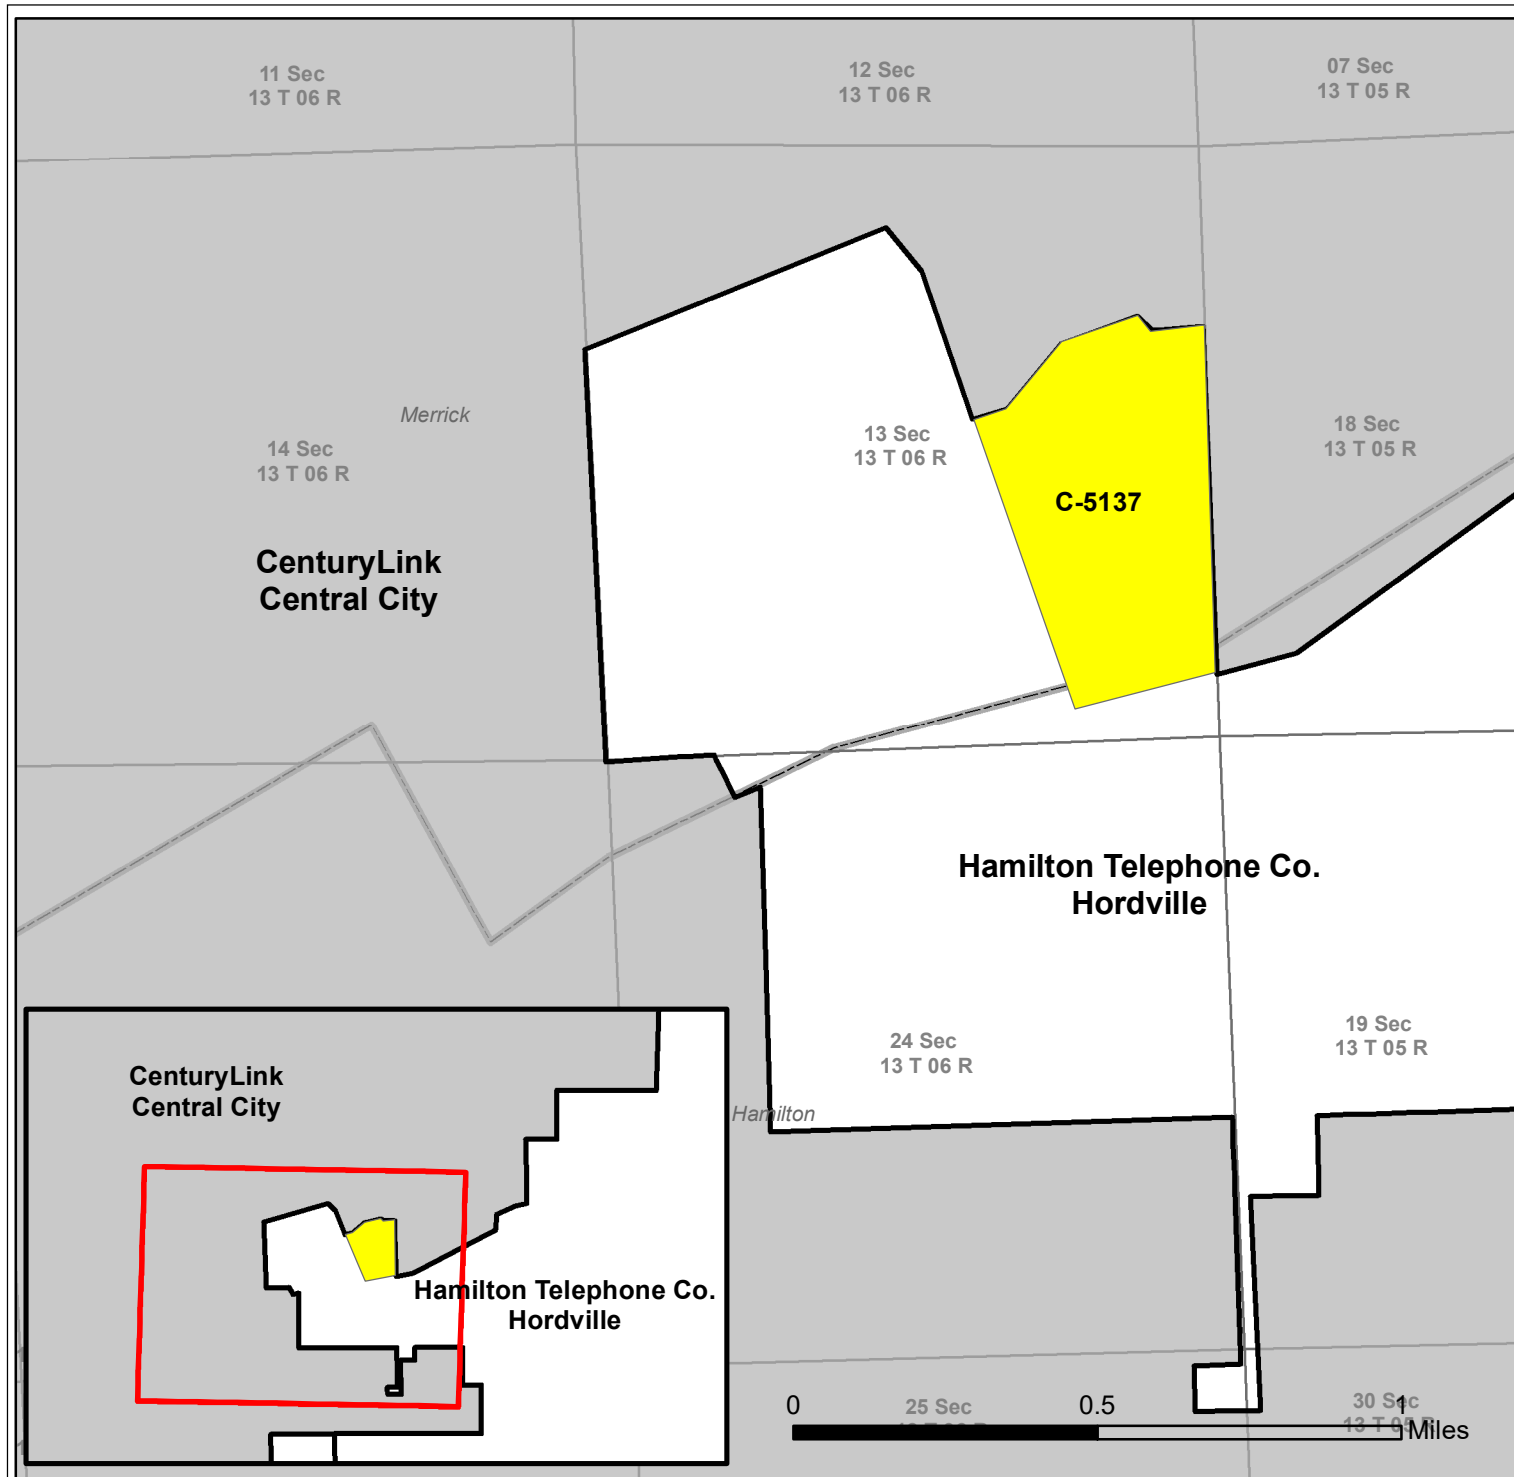 11 Sec
13 T 06 R
12 Sec
13 T 06 R
07 Sec
13 T 05 R
Merrick
14 Sec
13 T 06 R
13 Sec
13 T 06 R
18 Sec
13 T 05 R
C-5137
CenturyLink
Central City
Hamilton Telephone Co.
Hordville
24 Sec
13 T 06 R
19 Sec
13 T 05 R
Hamilton
CenturyLink
Central City
Hamilton Telephone Co.
Hordville
25 Sec
30 Sec
13 T 05 R
0 0.5 1
Miles